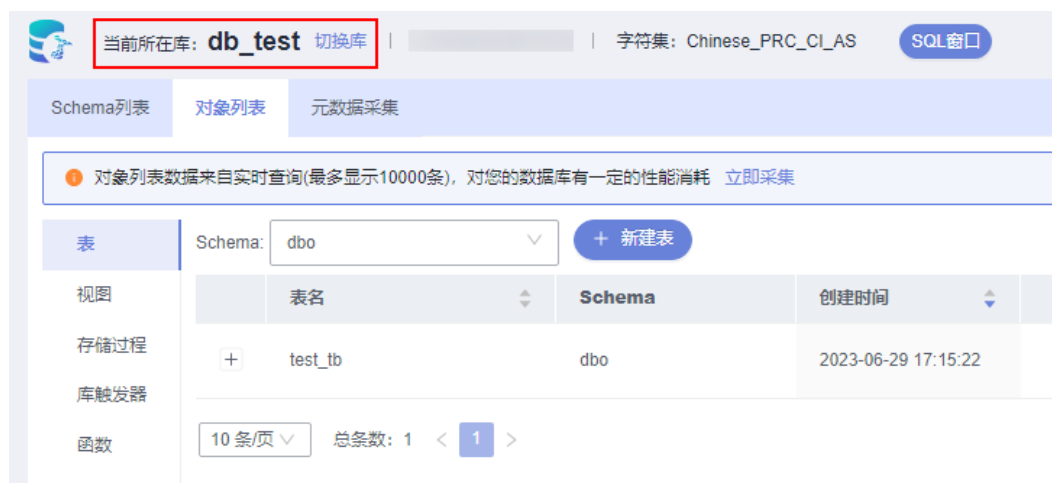 当前所在库: db_test 切换库 | | 字符集: Chinese_PRC_CI_AS SQL窗口
Schema列表 对象列表 元数据采集
对象列表数据来自实时查询(最多显示10000条), 对您的数据库有一定的性能消耗 立即采集
表 Schema: dbo + 新建表
视图 表名 Schema 创建时间
存储过程
test_tb dbo 2023-06-29 17:15:22
库触发器
函数 10 条/页 总条数: 1 < 1 >